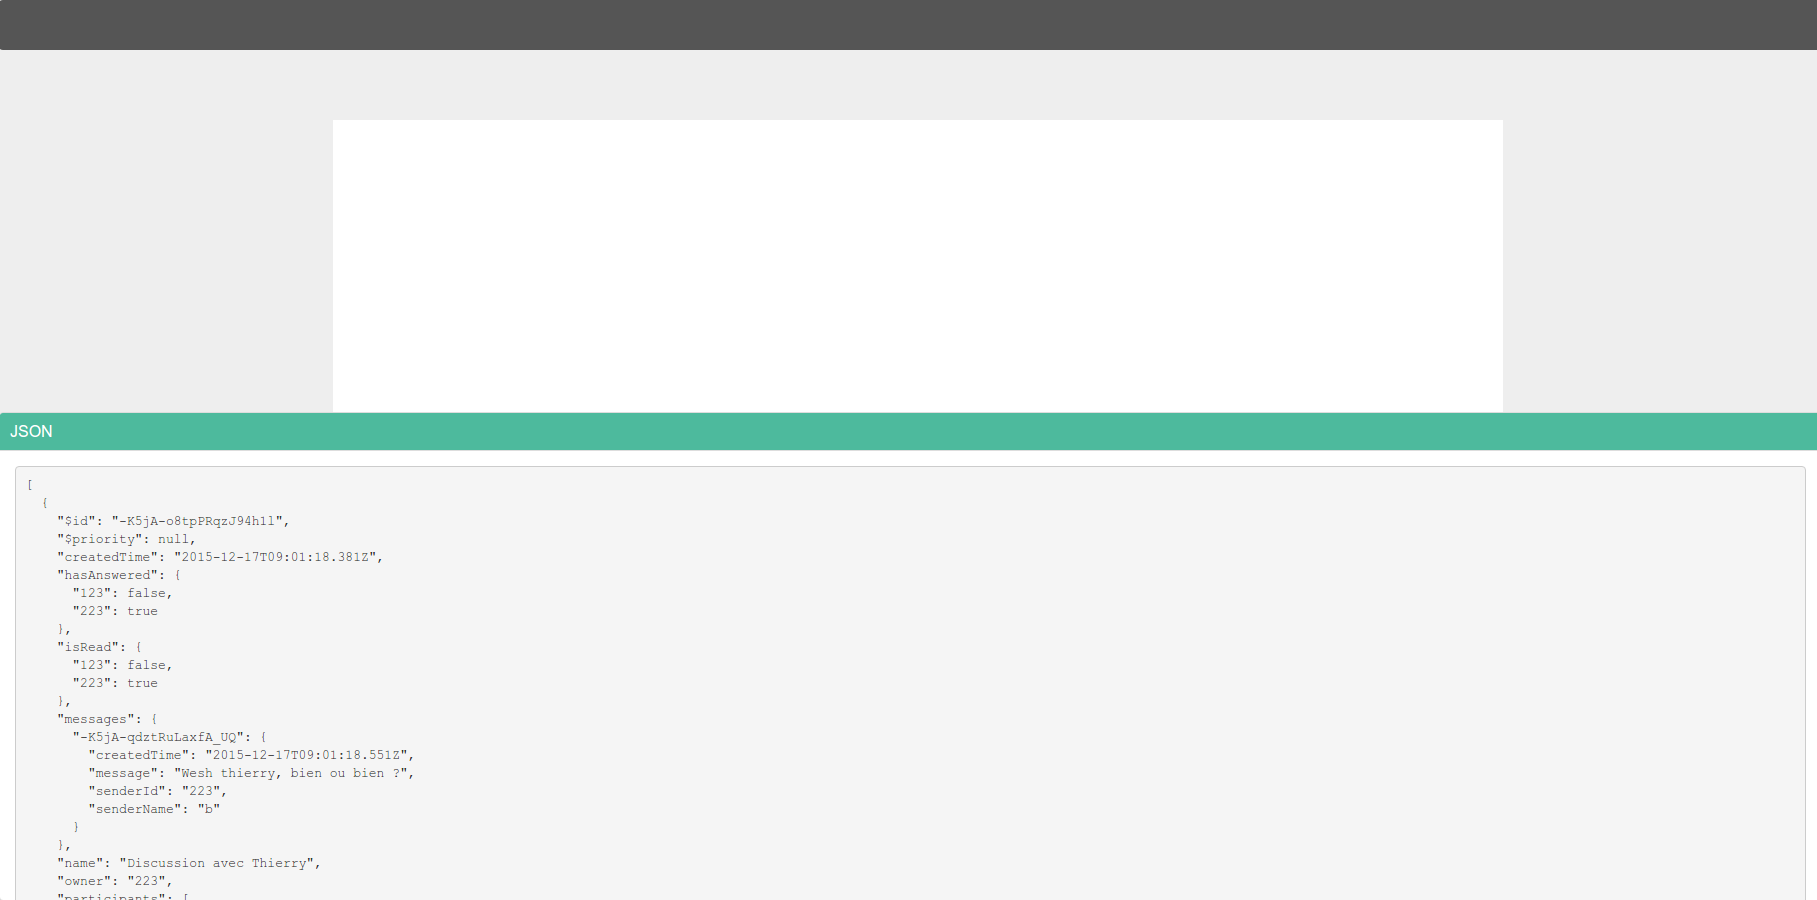 JSON
[
{
"$id": "-K5jA-o8tpPRqzJ94h1l",
"$priority": null,
"createdTime": "2015-12-17T09:01:18.381Z",
"hasAnswered": {
"123": false,
"223": true
},
"isRead": {
"123": false,
"223": true
},
"messages": {
"-K5jA-qdztRuLaxfA_UQ": {
"createdTime": "2015-12-17T09:01:18.551Z",
"message": "Wesh thierry, bien ou bien ?",
"senderId": "223",
"senderName": "b"
}
},
"name": "Discussion avec Thierry",
"owner": "223",
"participants": [